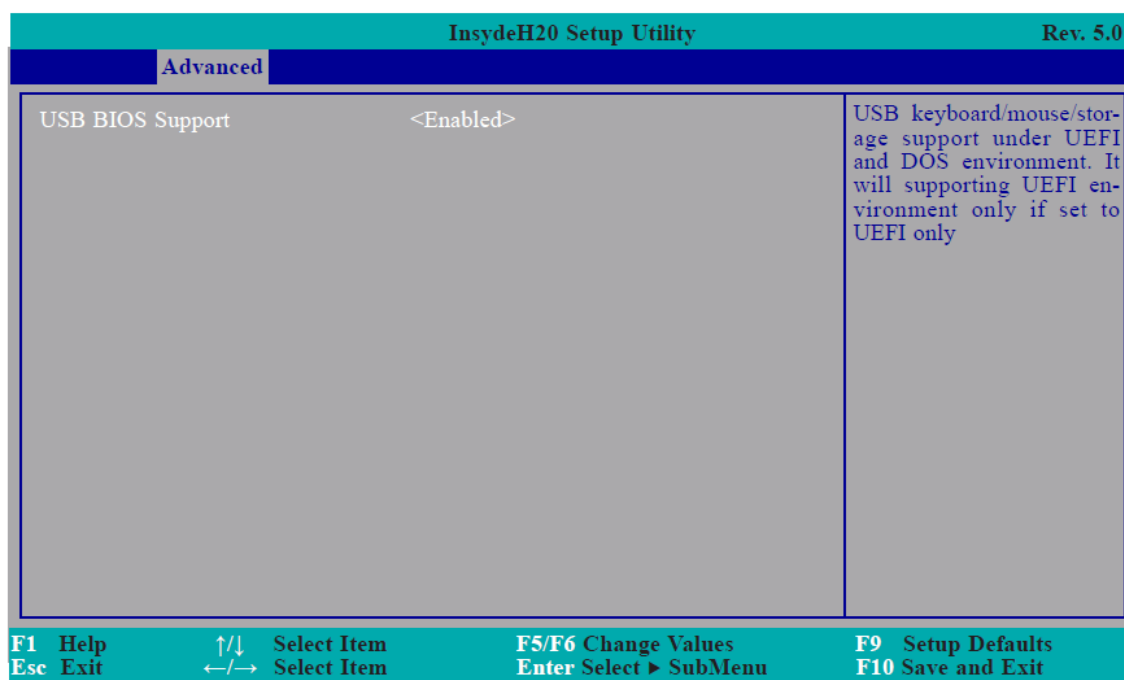 InsydeH20 Setup Utility Rev. 5.0
Advanced
USB BIOS Support <Enabled>
USB keyboard/mouse/stor-
age support under UEFI
and DOS environment. It
will supporting UEFI en-
vironment only if set to
UEFI only
F1 Help ↑/↓ Select Item F5/F6 Change Values F9 Setup Defaults
Esc Exit ←/→ Select Item Enter Select ▶ SubMenu F10 Save and Exit